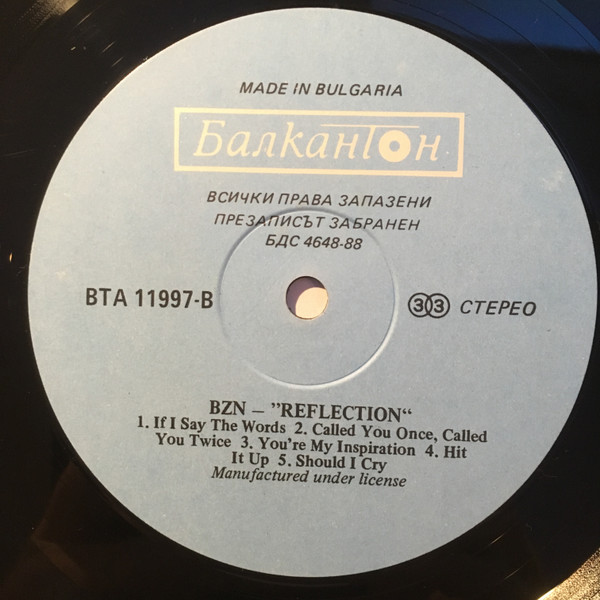 MADE IN BULGARIA
Балкантон
ВСИЧКИ ПРАВА ЗАПАЗЕНИ
ПРЕЗАПИСЪТ ЗАБРАНЕН
БДС 4648-88
ВТА 11997-В
33 СТЕРЕО
BZN – ”REFLECTION“
1. If I Say The Words 2. Called You Once, Called
You Twice 3. You're My Inspiration 4. Hit
It Up 5. Should I Cry
Manufactured under license